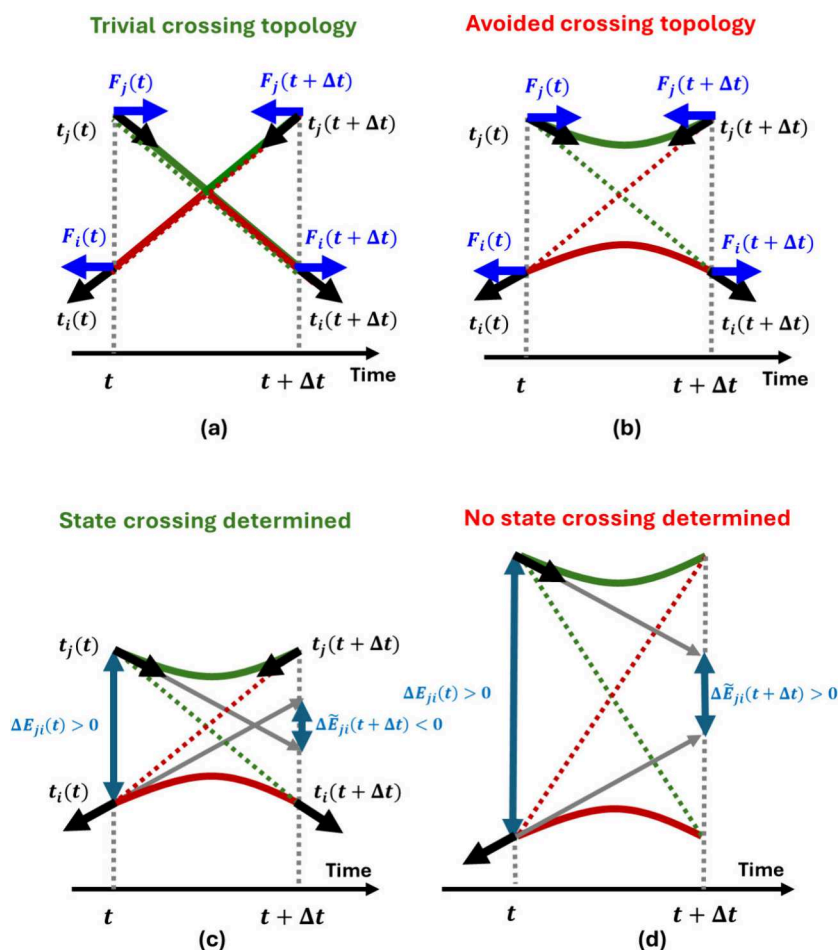 Trivial crossing topology
Avoided crossing topology
F_j(t)
F_j(t + Δt)
t_j(t)
t_j(t + Δt)
F_i(t)
F_i(t + Δt)
t_i(t)
t_i(t + Δt)
Time
t
t + Δt
(a)
F_j(t)
F_j(t + Δt)
t_j(t)
t_j(t + Δt)
F_i(t)
F_i(t + Δt)
t_i(t)
t_i(t + Δt)
Time
t
t + Δt
(b)
State crossing determined
No state crossing determined
t_j(t)
t_j(t + Δt)
ΔE_ji(t) > 0
ΔẼ_ji(t + Δt) < 0
t_i(t)
t_i(t + Δt)
Time
t
t + Δt
(c)
ΔE_ji(t) > 0
ΔẼ_ji(t + Δt) > 0
Time
t
t + Δt
(d)